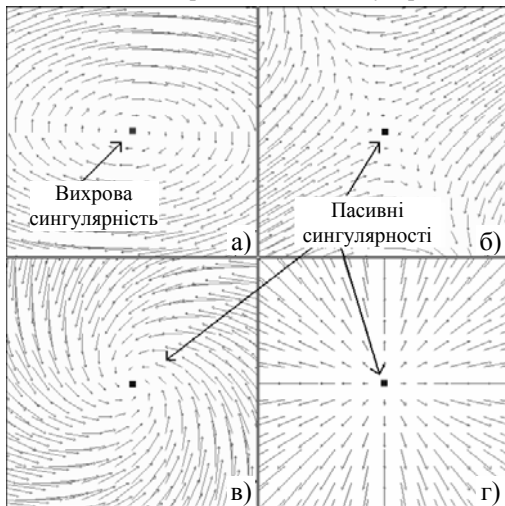 Вихрова
сингулярність
а)
Пасивні
сингулярності
б)
в)
г)